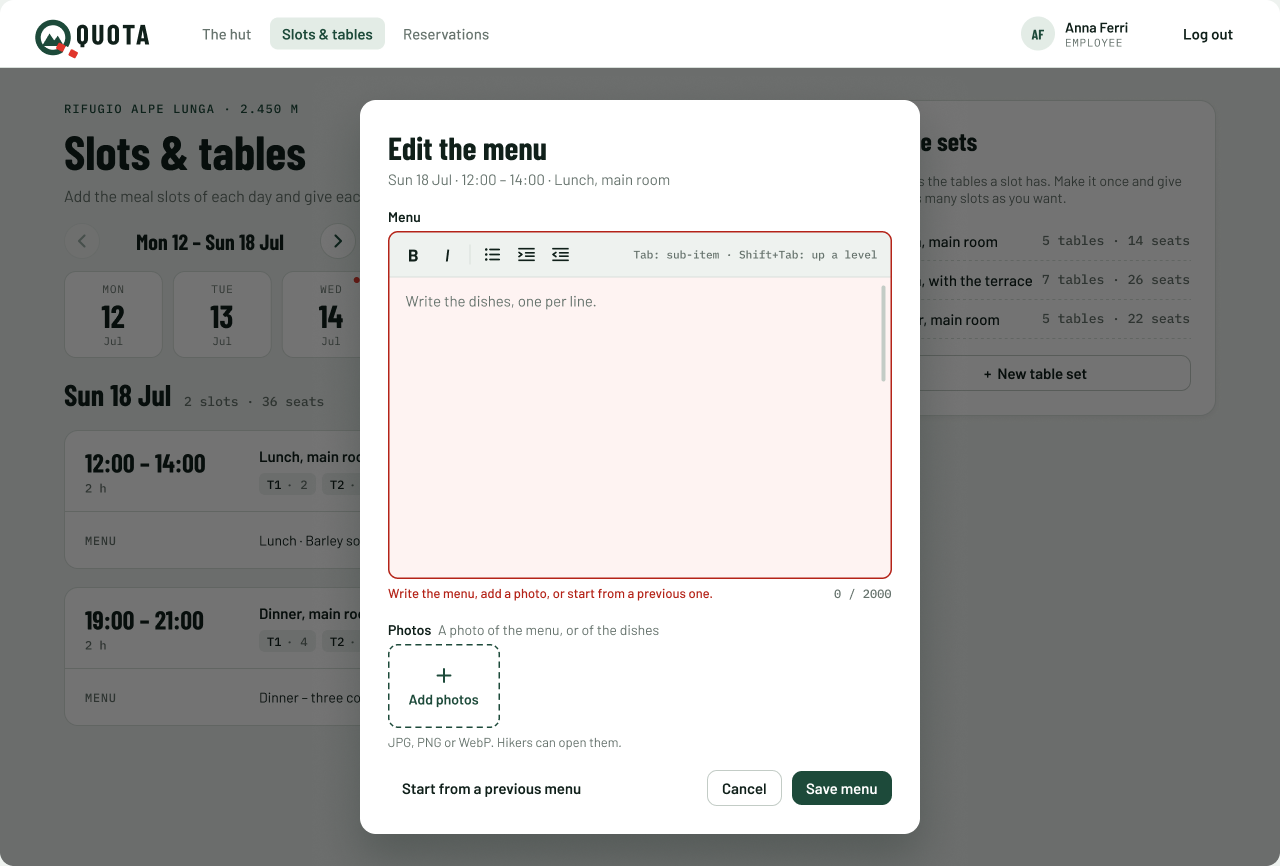 QUOTA
The hut
Slots & tables
Reservations
AF
Anna Ferri
EMPLOYEE
Log out
RIFUGIO ALPE LUNGA · 2.450 M
Slots & tables
Add the meal slots of each day and give eac
Mon 12 – Sun 18 Jul
MON
12
Jul
TUE
13
Jul
WED
14
Jul
Sun 18 Jul
2 slots · 36 seats
12:00 – 14:00
2 h
Lunch, main roo
T1 · 2
T2 ·
MENU
Lunch · Barley so
19:00 – 21:00
2 h
Dinner, main roo
T1 · 4
T2 ·
MENU
Dinner – three co
Edit the menu
Sun 18 Jul · 12:00 – 14:00 · Lunch, main room
Menu
B
I
Tab: sub-item · Shift+Tab: up a level
Write the dishes, one per line.
Write the menu, add a photo, or start from a previous one.
0 / 2000
Photos
A photo of the menu, or of the dishes
+
Add photos
JPG, PNG or WebP. Hikers can open them.
Start from a previous menu
Cancel
Save menu
e sets
s the tables a slot has. Make it once and give
many slots as you want.
, main room
5 tables · 14 seats
, with the terrace
7 tables · 26 seats
r, main room
5 tables · 22 seats
+ New table set